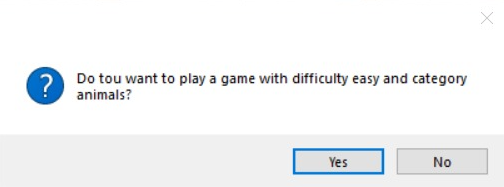 Do tou want to play a game with difficulty easy and category
animals?
Yes No